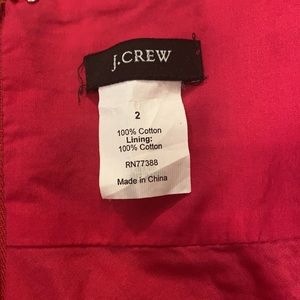 J.CREW
2
100% Cotton
Lining:
100% Cotton
RN77388
Made in China